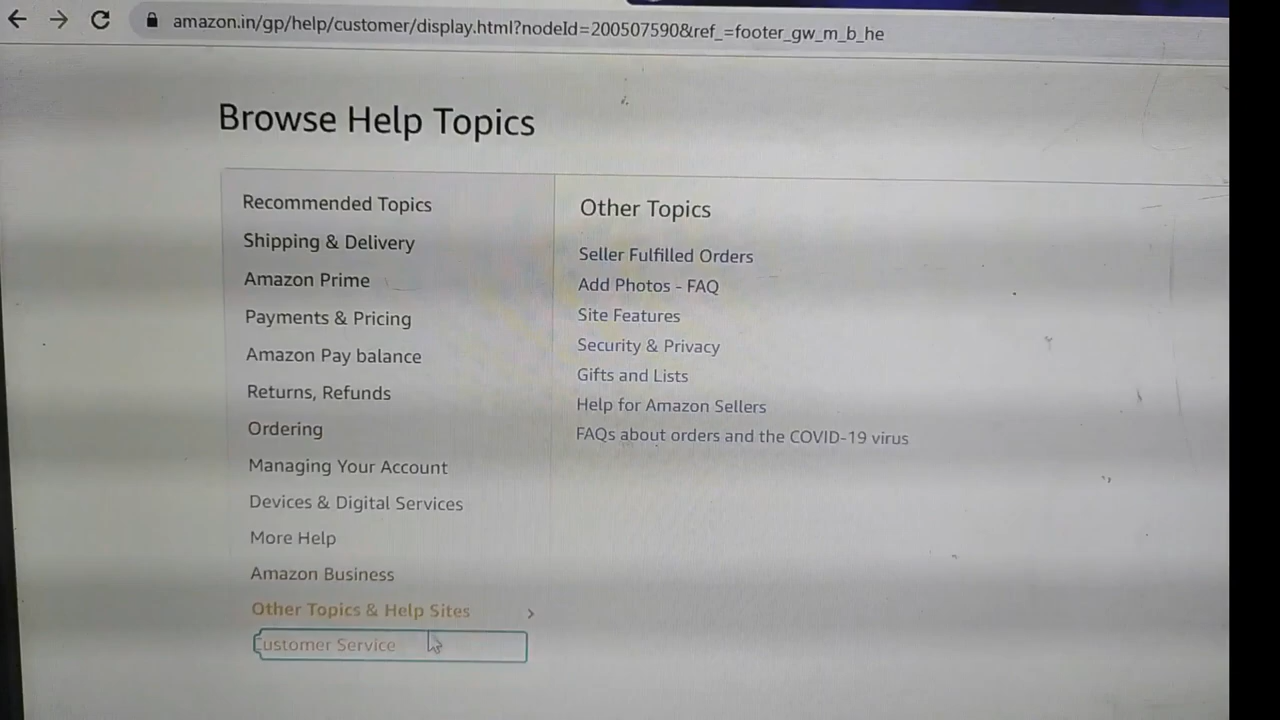 amazon.in/gp/help/customer/display.html?nodeId=200507590&ref_=footer_gw_m_b_he
Browse Help Topics
Recommended Topics
Shipping & Delivery
Amazon Prime
Payments & Pricing
Amazon Pay balance
Returns, Refunds
Ordering
Managing Your Account
Devices & Digital Services
More Help
Amazon Business
Other Topics & Help Sites
Customer Service
Other Topics
Seller Fulfilled Orders
Add Photos - FAQ
Site Features
Security & Privacy
Gifts and Lists
Help for Amazon Sellers
FAQs about orders and the COVID-19 virus